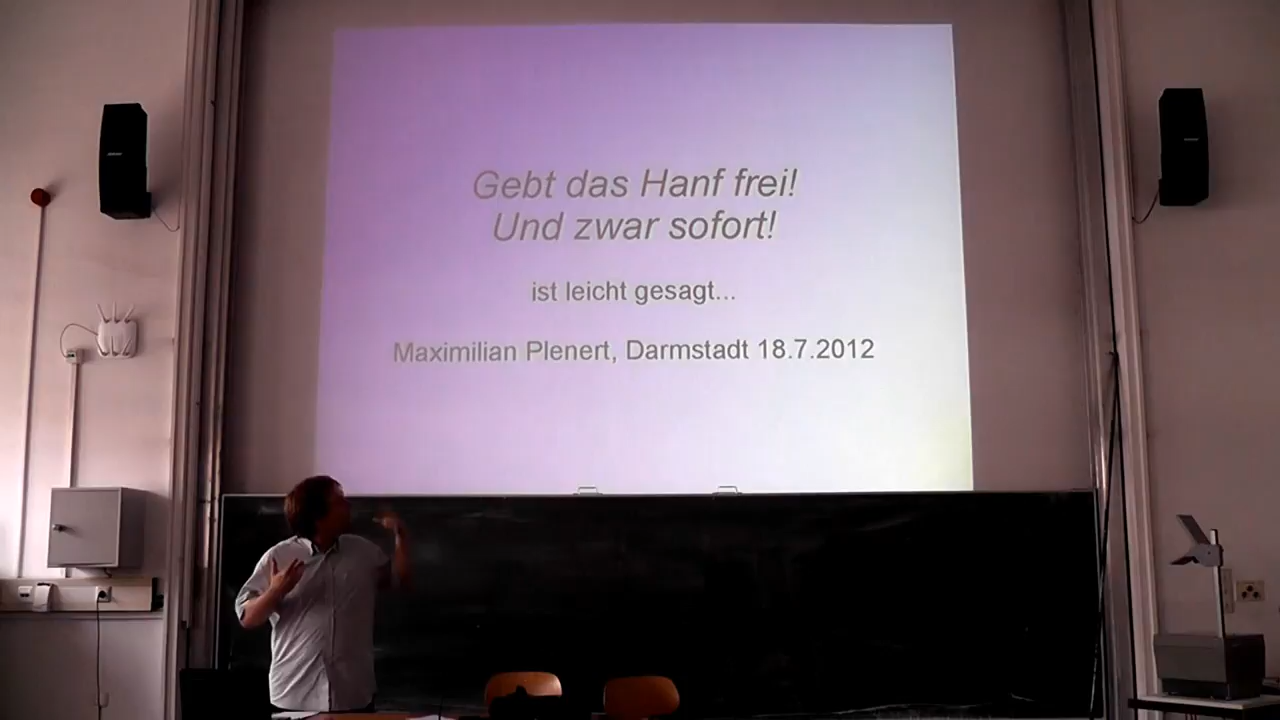 Gebt das Hanf frei!
Und zwar sofort!
ist leicht gesagt...
Maximilian Plenert, Darmstadt 18.7.2012